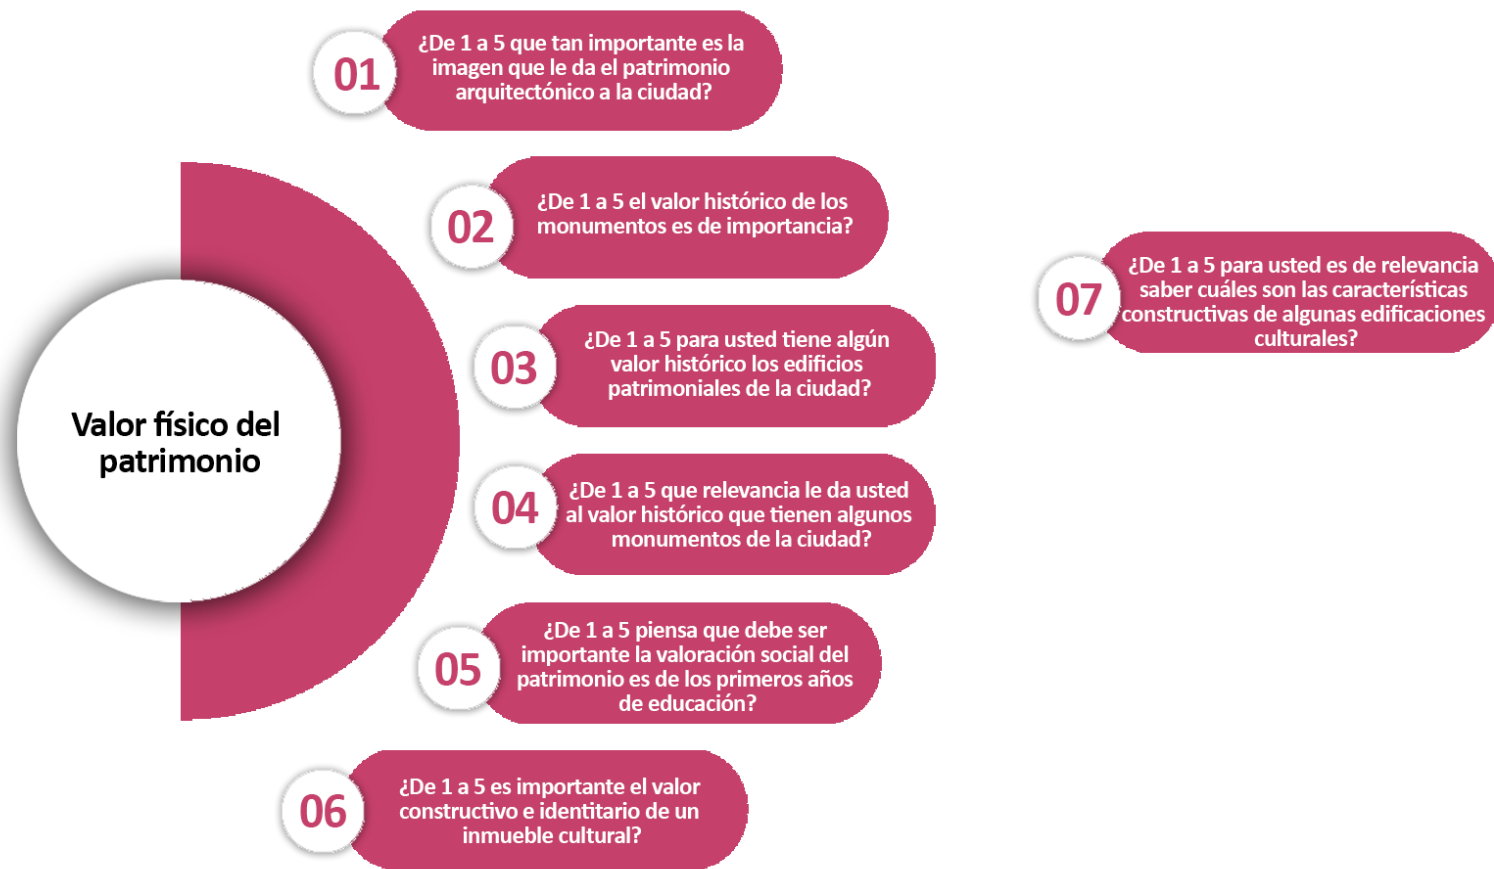 01
¿De 1 a 5 que tan importante es la
imagen que le da el patrimonio
arquitectónico a la ciudad?
02
¿De 1 a 5 el valor histórico de los
monumentos es de importancia?
03
¿De 1 a 5 para usted tiene algún
valor histórico los edificios
patrimoniales de la ciudad?
Valor físico del
patrimonio
04
¿De 1 a 5 que relevancia le da usted
al valor histórico que tienen algunos
monumentos de la ciudad?
05
¿De 1 a 5 piensa que debe ser
importante la valoración social del
patrimonio es de los primeros años
de educación?
06
¿De 1 a 5 es importante el valor
constructivo e identitario de un
inmueble cultural?
07
¿De 1 a 5 para usted es de relevancia
saber cuáles son las características
constructivas de algunas edificaciones
culturales?